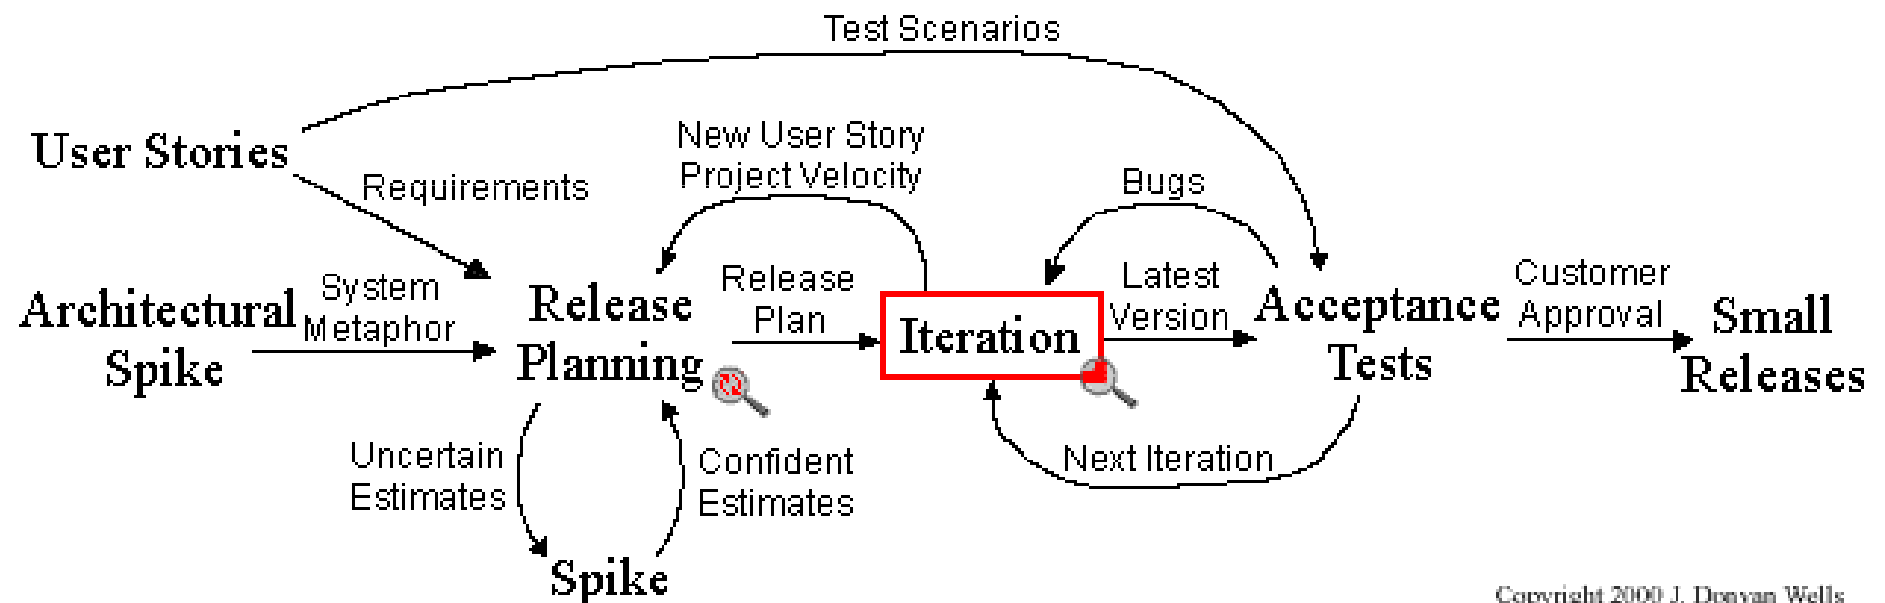 Test Scenarios
User Stories
New User Story
Project Velocity
Bugs
Requirements
Architectural
Spike
System
Metaphor
Release
Planning
Release
Plan
Iteration
Latest
Version
Acceptance
Tests
Customer
Approval
Small
Releases
Uncertain
Estimates
Confident
Estimates
Next Iteration
Spike
Copyright 2000 J. Donvan Wells